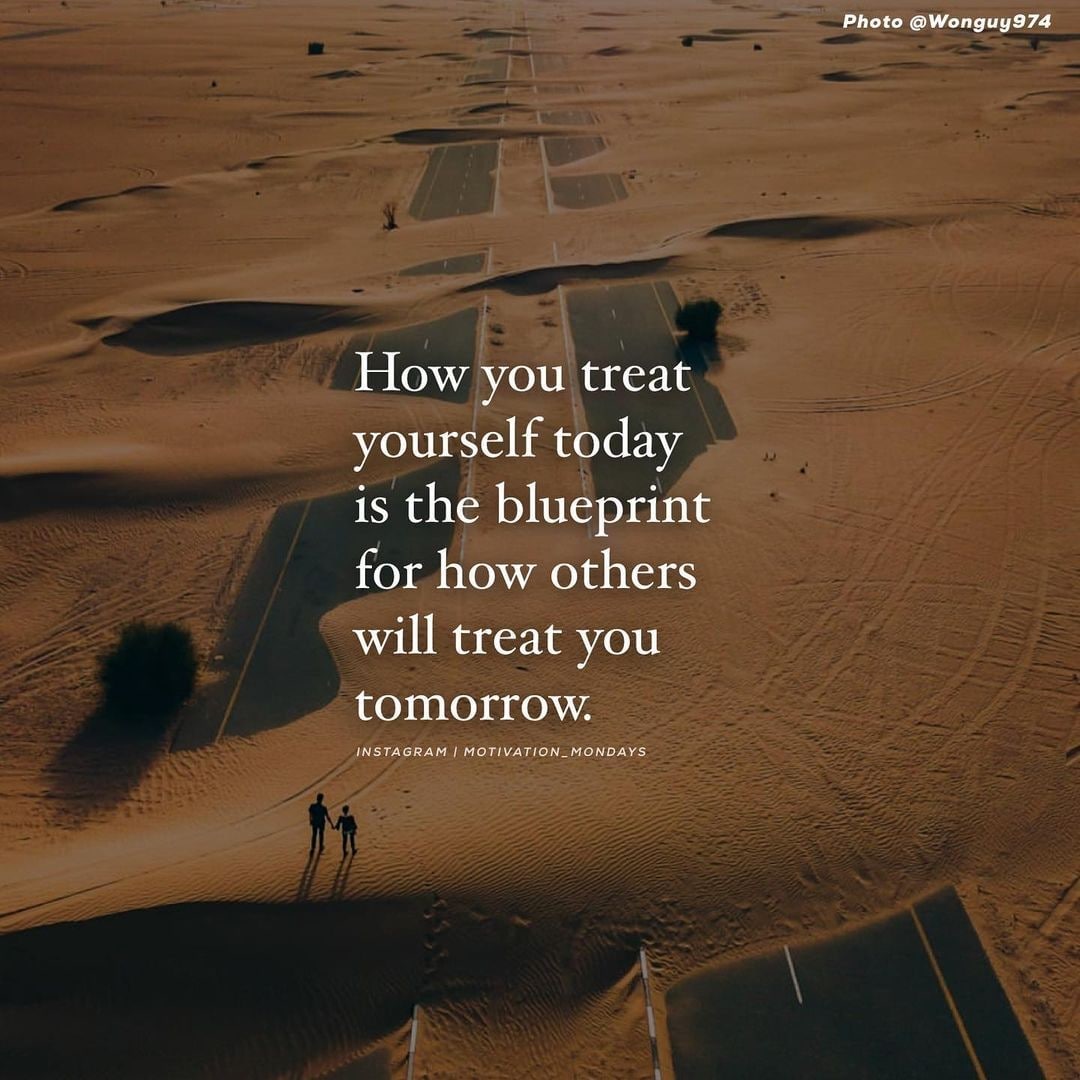 Photo @Wonguy974
How you treat
yourself today
is the blueprint
for how others
will treat you
tomorrow.
INSTAGRAM | MOTIVATION_MONDAYS